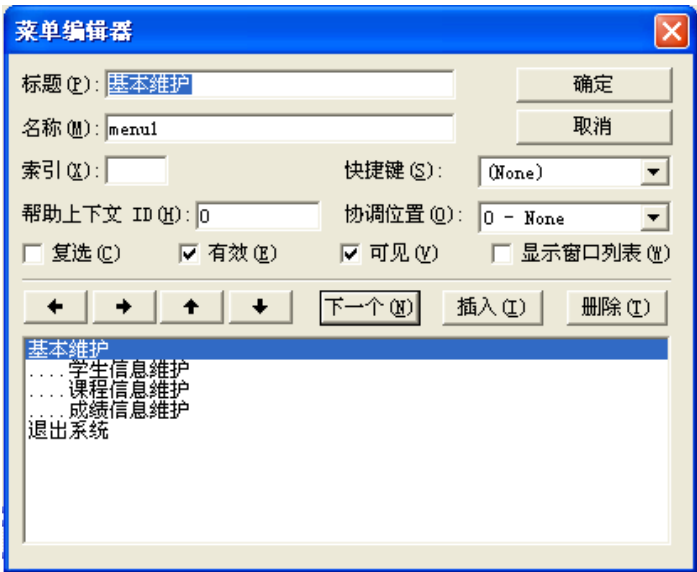 菜单编辑器
标题(P): 基本维护 确定
名称(M): menu1 取消
索引(X): 快捷键(S): (None)
帮助上下文 ID(H): 0 协调位置(O): 0 - None
复选(C) 有效(E) 可见(V) 显示窗口列表(W)
下一个(N) 插入(I) 删除(T)
基本维护
....学生信息维护
....课程信息维护
....成绩信息维护
退出系统